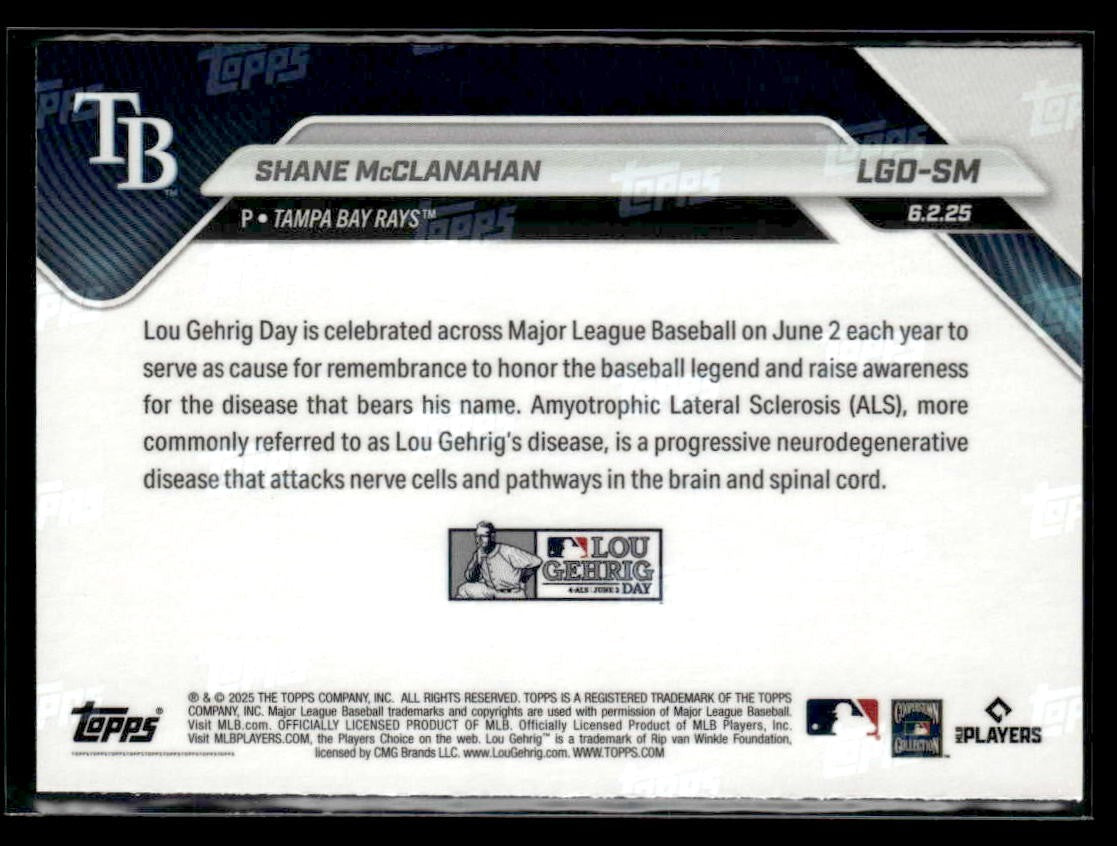 TB™
SHANE McCLANAHAN
LGD-SM
P • TAMPA BAY RAYS™
6.2.25
Lou Gehrig Day is celebrated across Major League Baseball on June 2 each year to
serve as cause for remembrance to honor the baseball legend and raise awareness
for the disease that bears his name. Amyotrophic Lateral Sclerosis (ALS), more
commonly referred to as Lou Gehrig's disease, is a progressive neurodegenerative
disease that attacks nerve cells and pathways in the brain and spinal cord.
LOU
GEHRIG
4-ALS JUNE 2 DAY
® & © 2025 THE TOPPS COMPANY, INC. ALL RIGHTS RESERVED. TOPPS IS A REGISTERED TRADEMARK OF THE TOPPS
COMPANY, INC. Major League Baseball trademarks and copyrights are used with permission of Major League Baseball.
Visit MLB.com. OFFICIALLY LICENSED PRODUCT OF MLB. Officially Licensed Product of MLB Players, Inc.
Visit MLBPLAYERS.COM, the Players Choice on the web. Lou Gehrig™ is a trademark of Rip van Winkle Foundation,
licensed by CMG Brands LLC. www.LouGehrig.com. WWW.TOPPS.COM
Topps®
COOPERSTOWN
COLLECTION
MLB PLAYERS